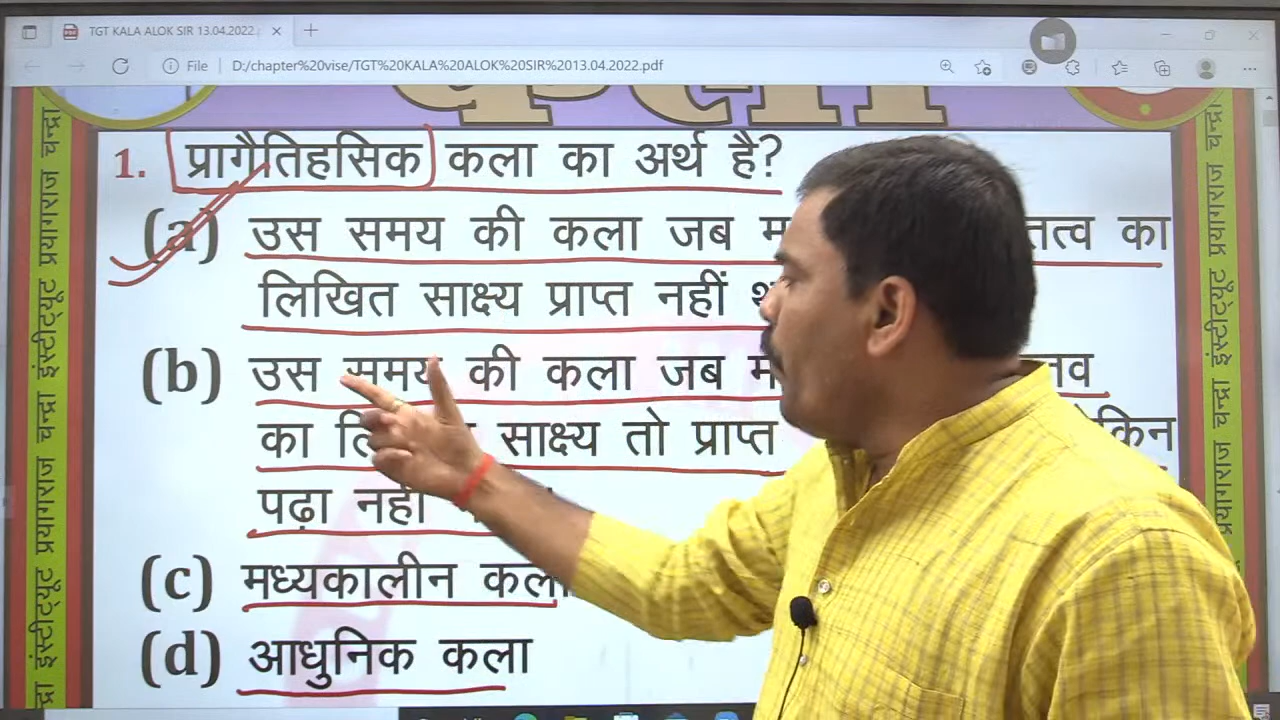 TGT KALA ALOK SIR 13.04.2022
File D:/chapter%20vise/TGT%20KALA%20ALOK%20SIR%2013.04.2022.pdf
1. प्रागैतिहसिक कला का अर्थ है?
(a) उस समय की कला जब तत्व का
लिखित साक्ष्य प्राप्त नहीं
(b) उस समय की कला जब
का साक्ष्य तो प्राप्त
पढ़ा नहीं
(c) मध्यकालीन कला
(d) आधुनिक कला
चन्द्रा इंस्टीट्यूट प्रयागराज
चन्द्रा इंस्टीट्यूट प्रयागराज